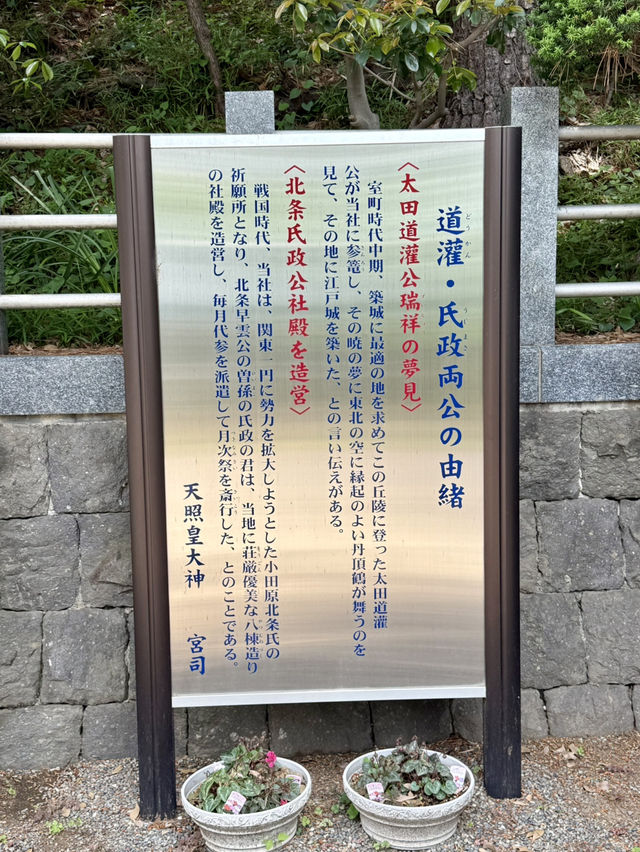 道灌・氏政両公の由緒
〈太田道灌公瑞祥の夢見〉
室町時代中期、築城に最適の地を求めてこの丘陵に登った太田道灌
公が当社に参篭し、その暁の夢に東北の空に縁起のよい丹頂鶴が舞うのを
見て、その地に江戸城を築いた、との言い伝えがある。
〈北条氏政公社殿を造営〉
戦国時代、当社は、関東一円に勢力を拡大しようとした小田原北条氏の
祈願所となり、北条早雲公の曽孫の氏政の君は、当地に荘厳優美な八棟造り
の社殿を造営し、毎月代参を派遣して月次祭を斎行した、とのことである。
天照皇大神 宮司